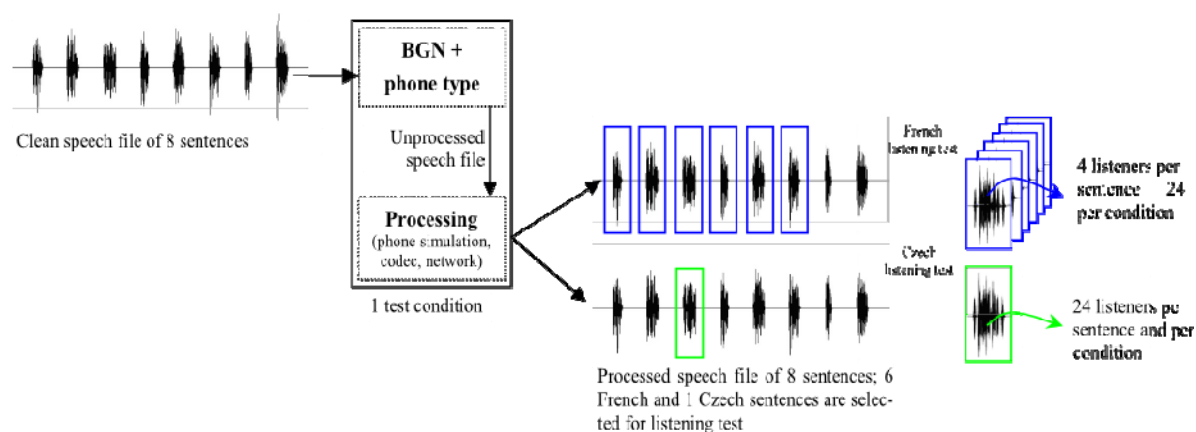 BGN +
phone type
Clean speech file of 8 sentences
Unprocessed
speech file
Processing
(phone simulation,
codec, network)
1 test condition
French
listening test
4 listeners per
sentence 24
per condition
Czech
listening test
24 listeners pe
sentence and per
condition
Processed speech file of 8 sentences; 6
French and 1 Czech sentences are selec-
ted for listening test